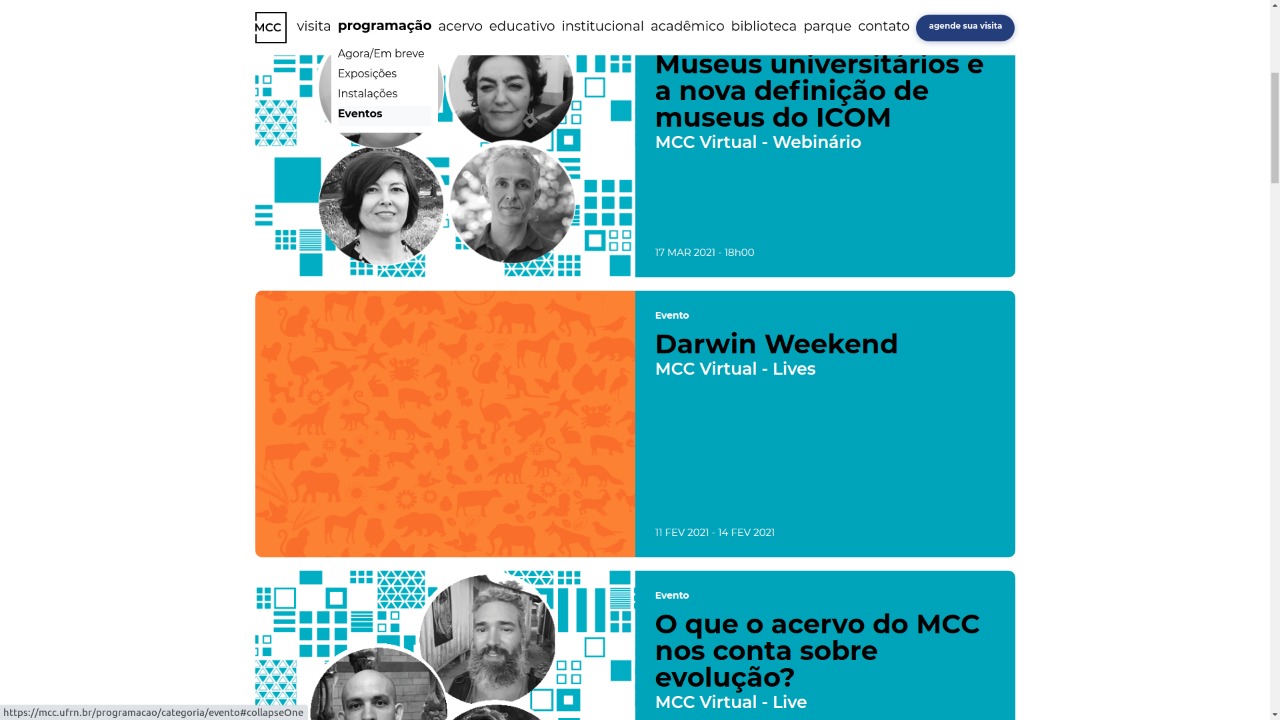 MCC
visita programação acervo educativo institucional acadêmico biblioteca parque contato agende sua visita
Agora/Em breve
Exposições
Instalações
Eventos
Museus universitários e
a nova definição de
museus do ICOM
MCC Virtual - Webinário
17 MAR 2021 - 18h00
Evento
Darwin Weekend
MCC Virtual - Lives
11 FEV 2021 - 14 FEV 2021
Evento
O que o acervo do MCC
nos conta sobre
evolução?
MCC Virtual - Live
https://mcc.ufrn.br/programacao/categoria/evento#collapseOne